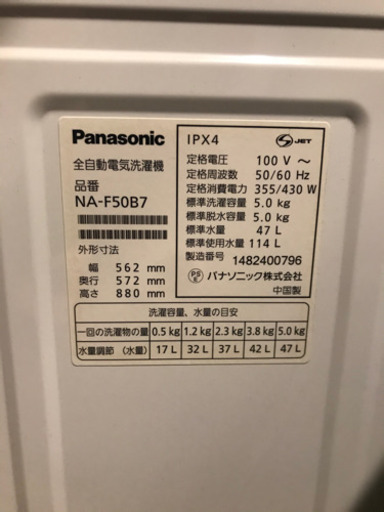 Panasonic
全自動電気洗濯機
品番
NA-F50B7
外形寸法
幅 562 mm
奥行 572 mm
高さ 880 mm
IPX4 S JET
定格電圧 100 V ～
定格周波数 50/60 Hz
定格消費電力 355/430 W
標準洗濯容量 5.0 kg
標準脱水容量 5.0 kg
標準水量 47 L
標準使用水量 114 L
製造番号 1482400796
PS E パナソニック株式会社
中国製
洗濯容量、水量の目安
一回の洗濯物の量 0.5 kg 1.2 kg 2.3 kg 3.8 kg 5.0 kg
水量調節（水量） 17 L 32 L 37 L 42 L 47 L